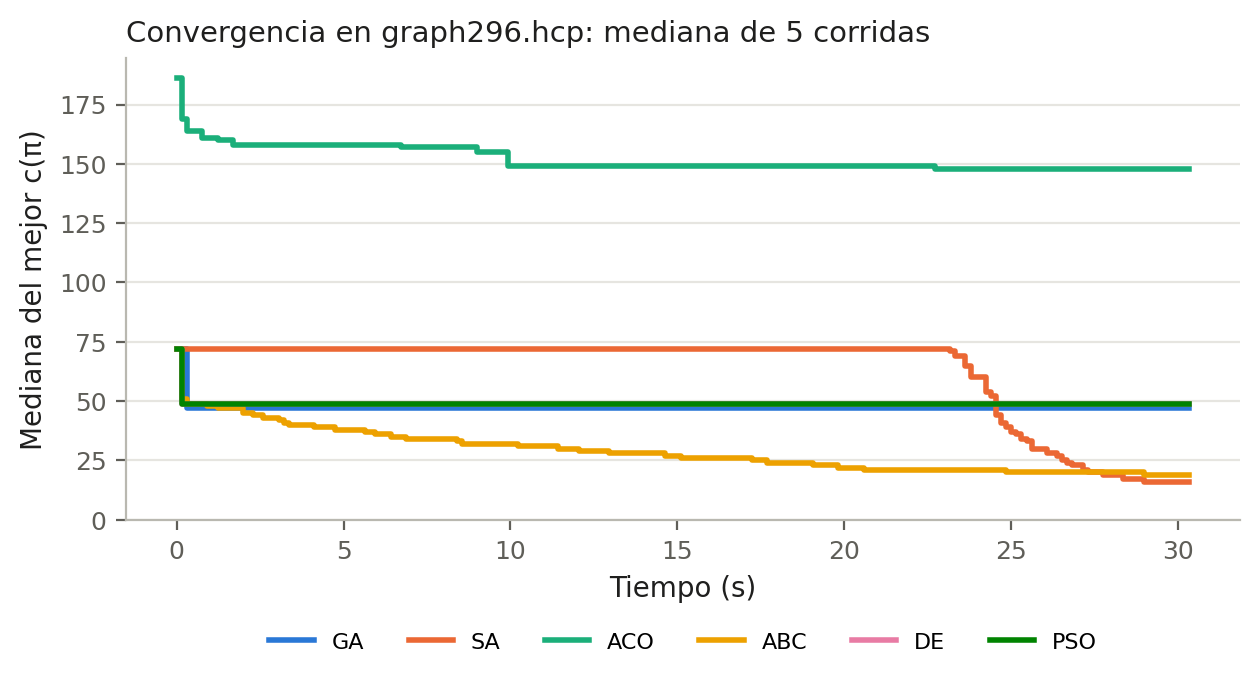 Convergencia en graph296.hcp: mediana de 5 corridas
Mediana del mejor c(π)
175
150
125
100
75
50
25
0
0 5 10 15 20 25 30
Tiempo (s)
GA SA ACO ABC DE PSO